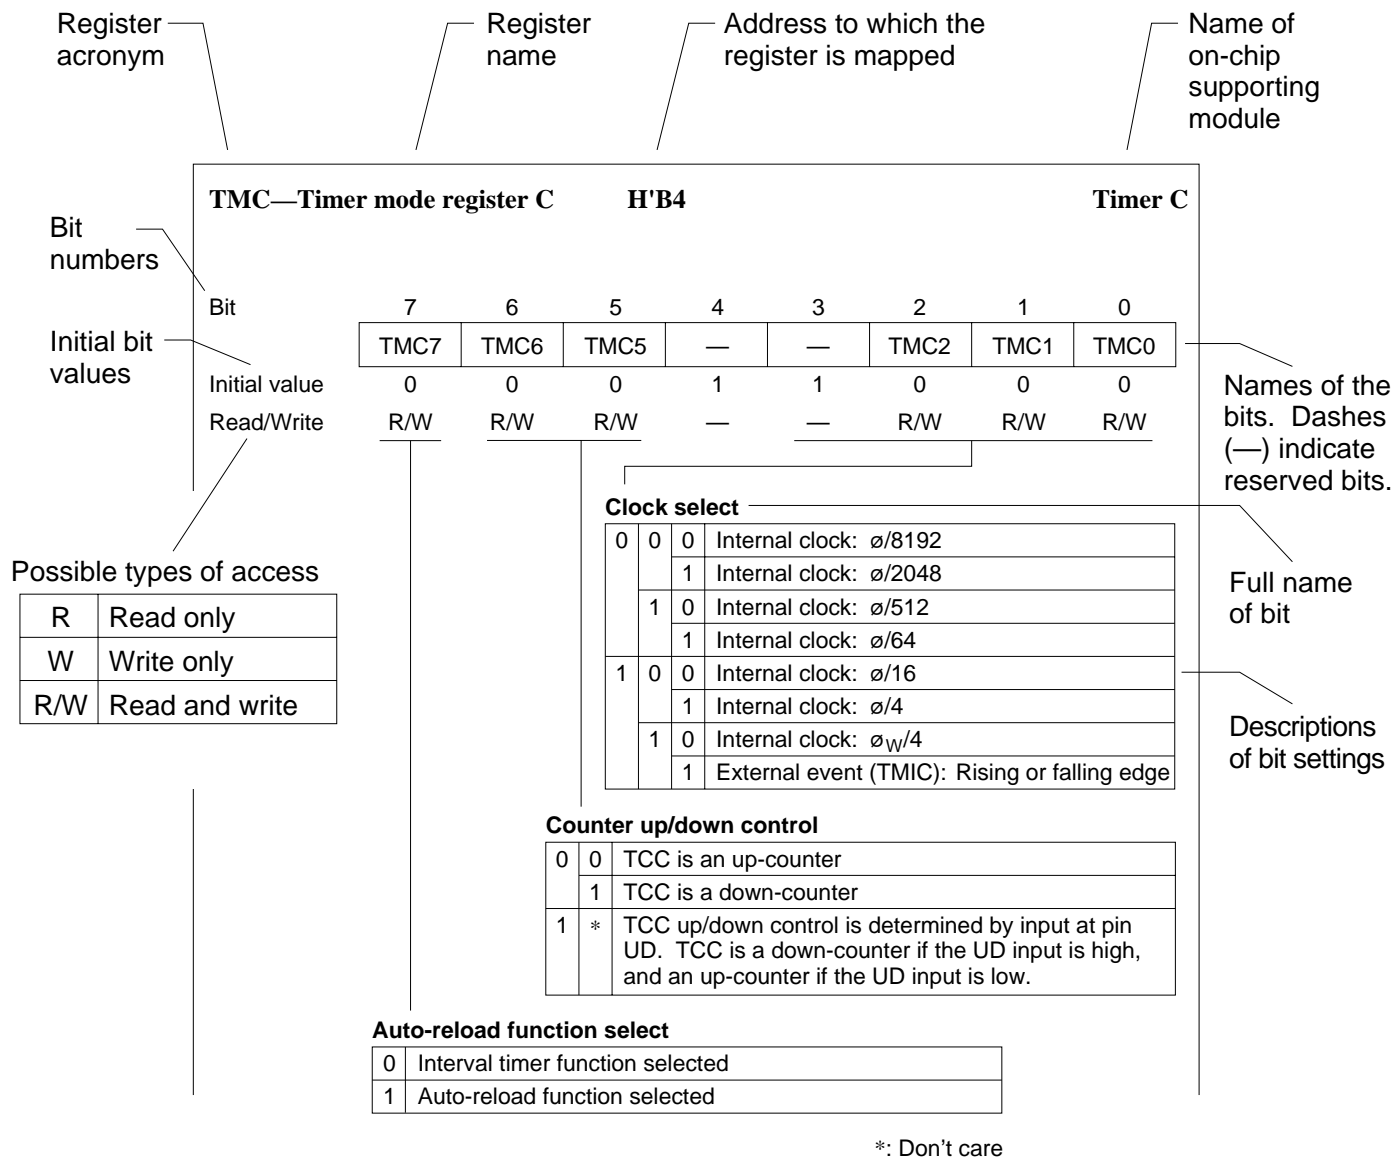 Register
acronym
Register
name
Address to which the
register is mapped
Name of
on-chip
supporting
module
TMC—Timer mode register C H'B4 Timer C
Bit
numbers
Bit 7 6 5 4 3 2 1 0
Initial bit
values
TMC7 TMC6 TMC5 — — TMC2 TMC1 TMC0
Initial value 0 0 0 1 1 0 0 0
Read/Write R/W R/W R/W — — R/W R/W R/W
Names of the
bits. Dashes
(—) indicate
reserved bits.
Clock select
0 0 0 Internal clock: ø/8192
1 Internal clock: ø/2048
1 0 Internal clock: ø/512
1 Internal clock: ø/64
1 0 0 Internal clock: ø/16
1 Internal clock: ø/4
1 0 Internal clock: øW/4
1 External event (TMIC): Rising or falling edge
Full name
of bit
Possible types of access
R Read only
W Write only
R/W Read and write
Descriptions
of bit settings
Counter up/down control
0 0 TCC is an up-counter
1 TCC is a down-counter
1 * TCC up/down control is determined by input at pin
UD. TCC is a down-counter if the UD input is high,
and an up-counter if the UD input is low.
Auto-reload function select
0 Interval timer function selected
1 Auto-reload function selected
*: Don't care